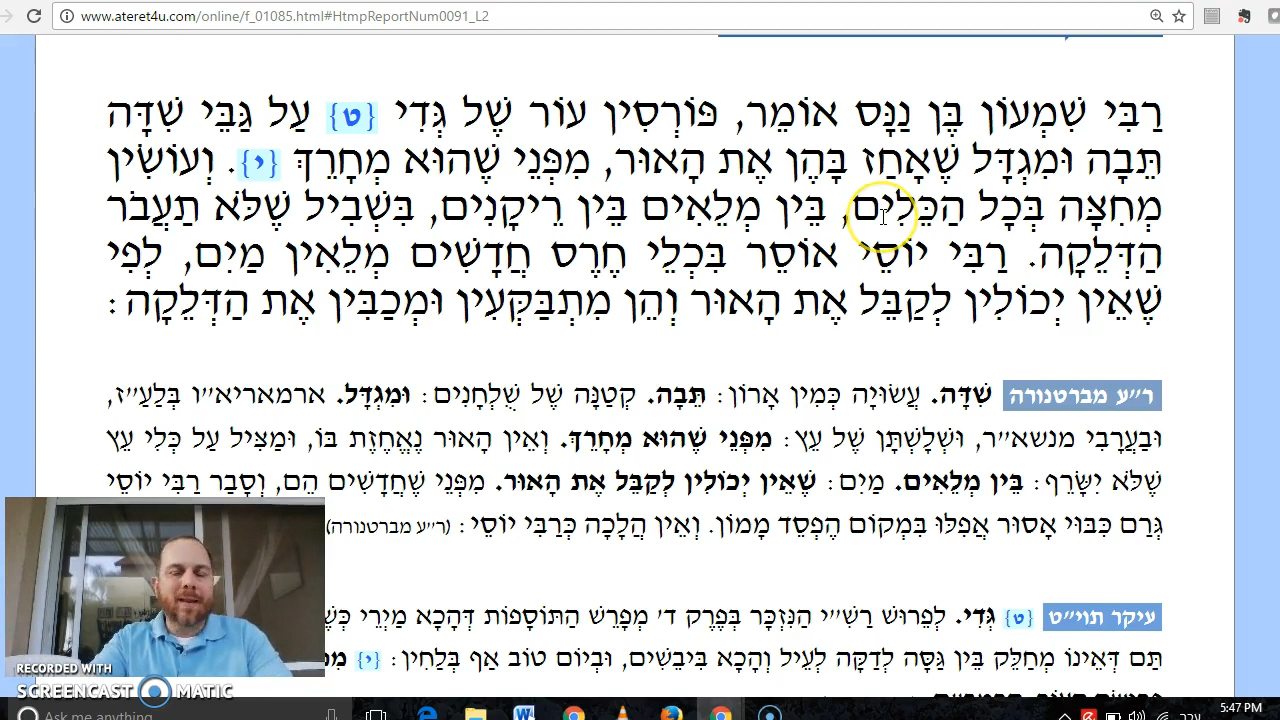 www.ateret4u.com/online/f_01085.html#HtmpReportNum0091_L2
רַבִּי שִׁמְעוֹן בֶּן נַנָּס אוֹמֵר, פּוֹרְסִין עוֹר שֶׁל גְּדִי {ט} עַל גַּבֵּי שִׁדָּה
תֵּבָה וּמִגְדָּל שֶׁאָחַז בָּהֶן אֶת הָאוּר, מִפְּנֵי שֶׁהוּא מְחָרֵךְ {י}. וְעוֹשִׂין
מְחִצָּה בְּכָל הַכֵּלִים, בֵּין מְלֵאִים בֵּין רֵיקָנִים, בִּשְׁבִיל שֶׁלֹּא תַעֲבֹר
הַדְּלֵקָה. רַבִּי יוֹסֵי אוֹסֵר בִּכְלֵי חֶרֶס חֲדָשִׁים מְלֵאִין מַיִם, לְפִי
שֶׁאֵין יְכוֹלִין לְקַבֵּל אֶת הָאוּר וְהֵן מִתְבַּקְּעִין וּמְכַבִּין אֶת הַדְּלֵקָה:
ר״ע מברטנורה שִׁדָּה. עֲשׂוּיָה כְּמִין אָרוֹן: תֵּבָה. קְטַנָּה שֶׁל שֻׁלְחָנִים: וּמִגְדָּל. ארמאריא״ו בְּלַעַ״ז,
וּבַעֲרָבִי מנשא״ר, וּשְׁלָשְׁתָּן שֶׁל עֵץ: מִפְּנֵי שֶׁהוּא מְחָרֵךְ. וְאֵין הָאוּר נֶאֱחֶזֶת בּוֹ, וּמַצִּיל עַל כְּלִי עֵץ
שֶׁלֹּא יִשָּׂרֵף: בֵּין מְלֵאִים. מַיִם: שֶׁאֵין יְכוֹלִין לְקַבֵּל אֶת הָאוּר. מִפְּנֵי שֶׁחֲדָשִׁים הֵם, וְסָבַר רַבִּי יוֹסֵי
גְּרַם כִּבּוּי אָסוּר אֲפִלּוּ בִּמְקוֹם הֶפְסֵד מָמוֹן. וְאֵין הֲלָכָה כְּרַבִּי יוֹסֵי: (ר״ע מברטנורה)
עיקר תוי״ט {ט} גְּדִי. לְפֵרוּשׁ רַשִׁ״י הַנִּזְכָּר בְּפֶרֶק ד׳ מְפָרֵשׁ הַתּוֹסָפוֹת דְּהָכָא מַיְרֵי
תַּם דְּאֵינוֹ מְחַלֵּק בֵּין גַּסָּה לְדַקָּה לְעֵיל וְהָכָא בִּיבֵשִׁים, וּבְיוֹם טוֹב אַף בְּלַחִין: {י}
RECORDED WITH
SCREENCAST MATIC
Ask me anything
עבר
5:47 PM